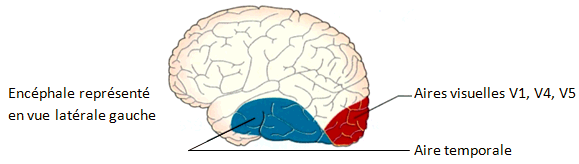 Encéphale représenté
en vue latérale gauche
Aires visuelles V1, V4, V5
Aire temporale